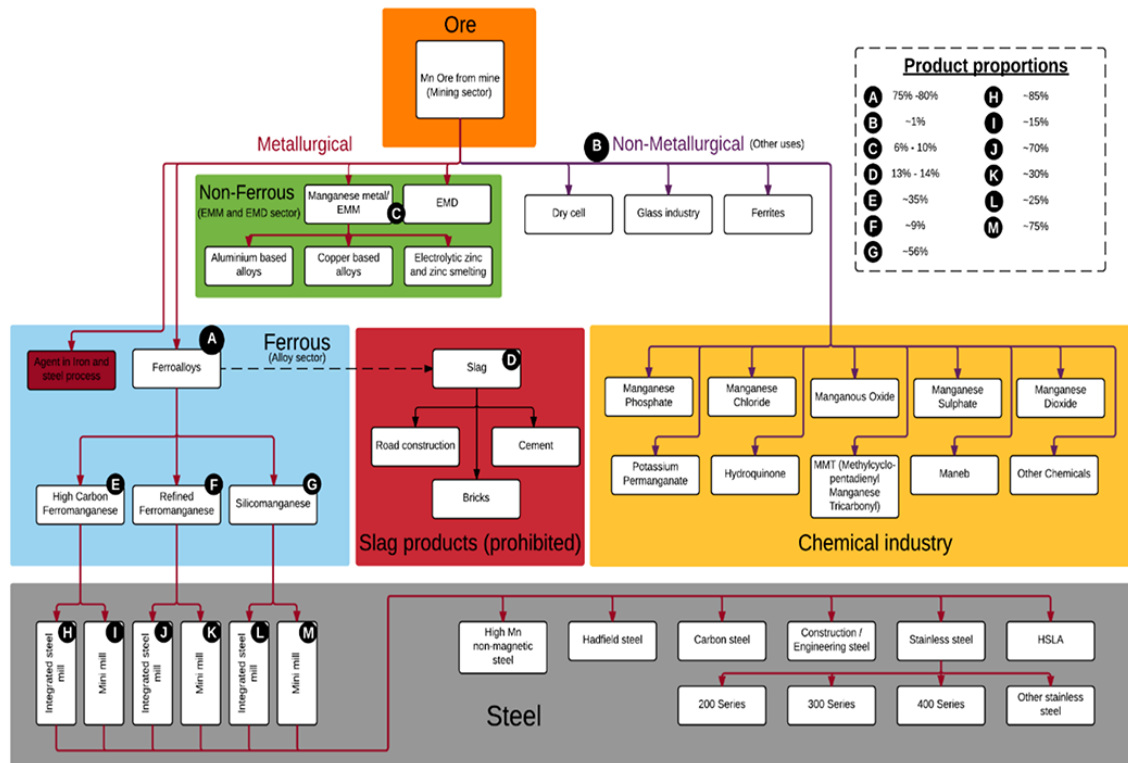 Ore
Mn Ore from mine
(Mining sector)
Product proportions
A 75% -80%
H ~85%
B ~1%
I ~15%
C 6% - 10%
J ~70%
D 13% - 14%
K ~30%
E ~35%
L ~25%
F ~9%
M ~75%
G ~56%
Metallurgical
B Non-Metallurgical (Other uses)
Non-Ferrous
(EMM and EMD sector)
Manganese metal/
EMM
C
EMD
Dry cell
Glass industry
Ferrites
Aluminium based
alloys
Copper based
alloys
Electrolytic zinc
and zinc smelting
Ferrous
(Alloy sector)
Agent in Iron and
steel process
A
Ferroalloys
High Carbon
Ferromanganese
E
Refined
Ferromanganese
F
Silicomanganese
G
Slag
D
Road construction
Cement
Bricks
Slag products (prohibited)
Manganese
Phosphate
Manganese
Chloride
Manganous Oxide
Manganese
Sulphate
Manganese
Dioxide
Potassium
Permanganate
Hydroquinone
MMT (Methylcyclo-
pentadienyl
Manganese
Tricarbonyl)
Maneb
Other Chemicals
Chemical industry
H
Integrated steel
mill
I
Mini mill
J
Integrated steel
mill
K
Mini mill
L
Integrated steel
mill
M
Mini mill
High Mn
non-magnetic
steel
Hadfield steel
Carbon steel
Construction /
Engineering steel
Stainless steel
HSLA
200 Series
300 Series
400 Series
Other stainless
steel
Steel